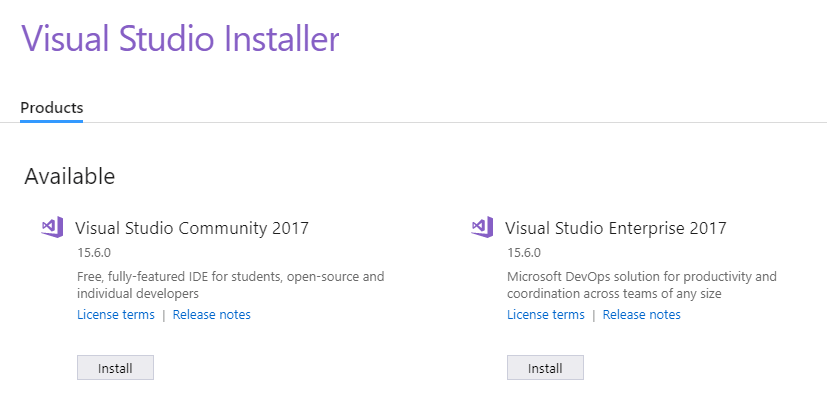 Visual Studio Installer
Products
Available
Visual Studio Community 2017
15.6.0
Free, fully-featured IDE for students, open-source and
individual developers
License terms | Release notes
Install
Visual Studio Enterprise 2017
15.6.0
Microsoft DevOps solution for productivity and
coordination across teams of any size
License terms | Release notes
Install